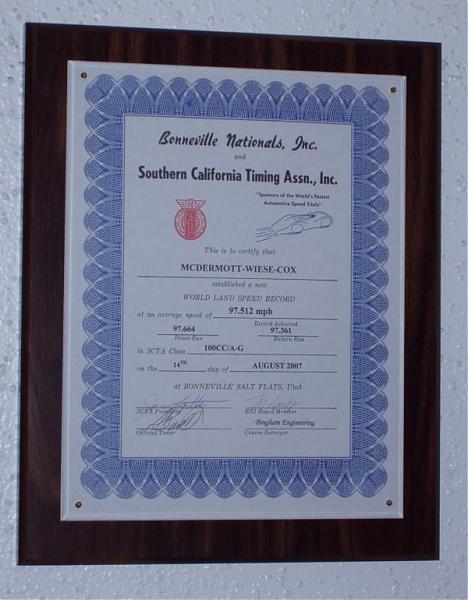 Bonneville Nationals, Inc.
and
Southern California Timing Assn., Inc.
"Sponsors of the World's Fastest
Automotive Speed Trials"
This is to certify that
MCDERMOTT-WIESE-COX
established a new
WORLD LAND SPEED RECORD
at an average speed of 97.512 mph
Record Achieved
97.664 97.361
Down Run Return Run
in SCTA Class 100CC/A-G
on the 14TH day of AUGUST 2007
at BONNEVILLE SALT FLATS, Utah
SCTA President BNI Board Member
Bingham Engineering
Official Timer Course Surveyor